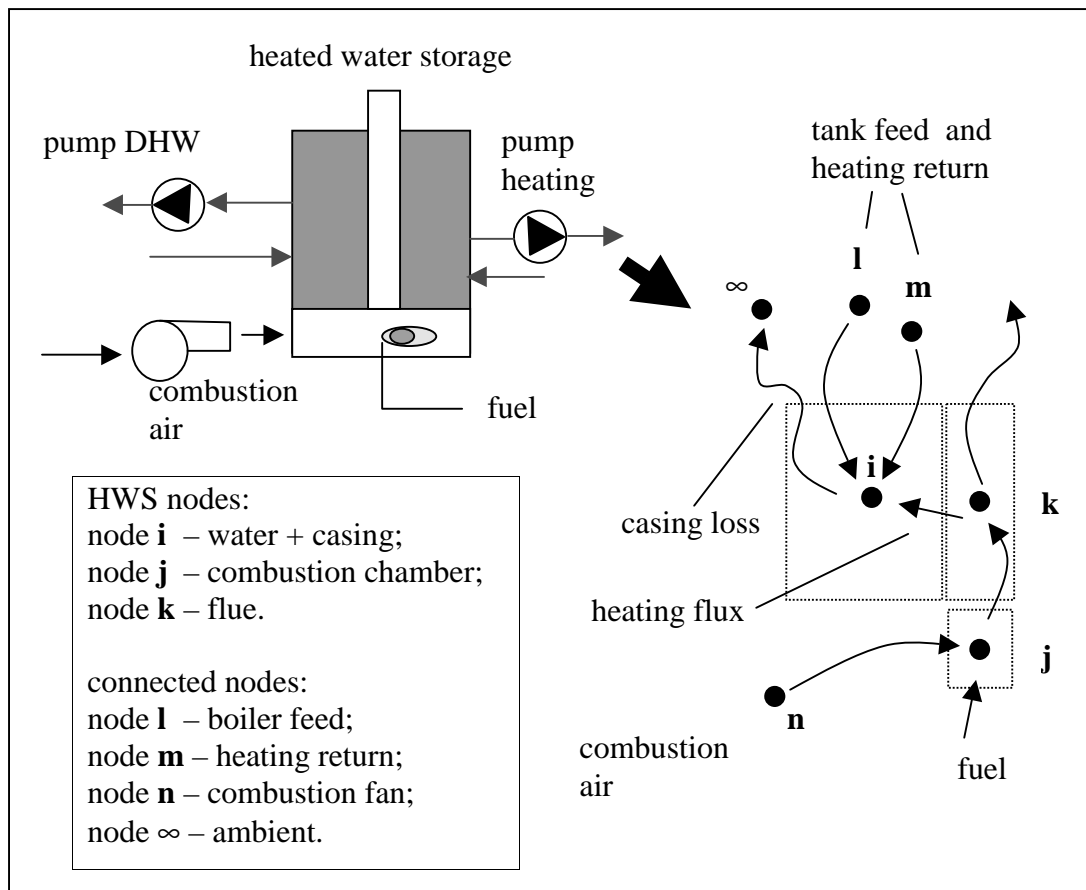 heated water storage
pump DHW
pump
heating
combustion
air
fuel
tank feed and
heating return
l
m
∞
i
k
casing loss
heating flux
j
n
combustion
air
fuel
HWS nodes:
node i – water + casing;
node j – combustion chamber;
node k – flue.
connected nodes:
node l – boiler feed;
node m – heating return;
node n – combustion fan;
node ∞ – ambient.